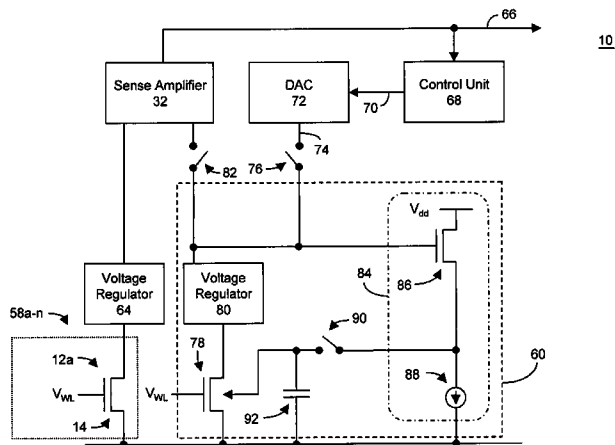 66
10
Sense Amplifier
32
DAC
72
Control Unit
68
70
74
82
76
Vdd
84
86
Voltage
Regulator
64
Voltage
Regulator
80
58a-n
90
60
12a
78
88
VWL
VWL
92
14